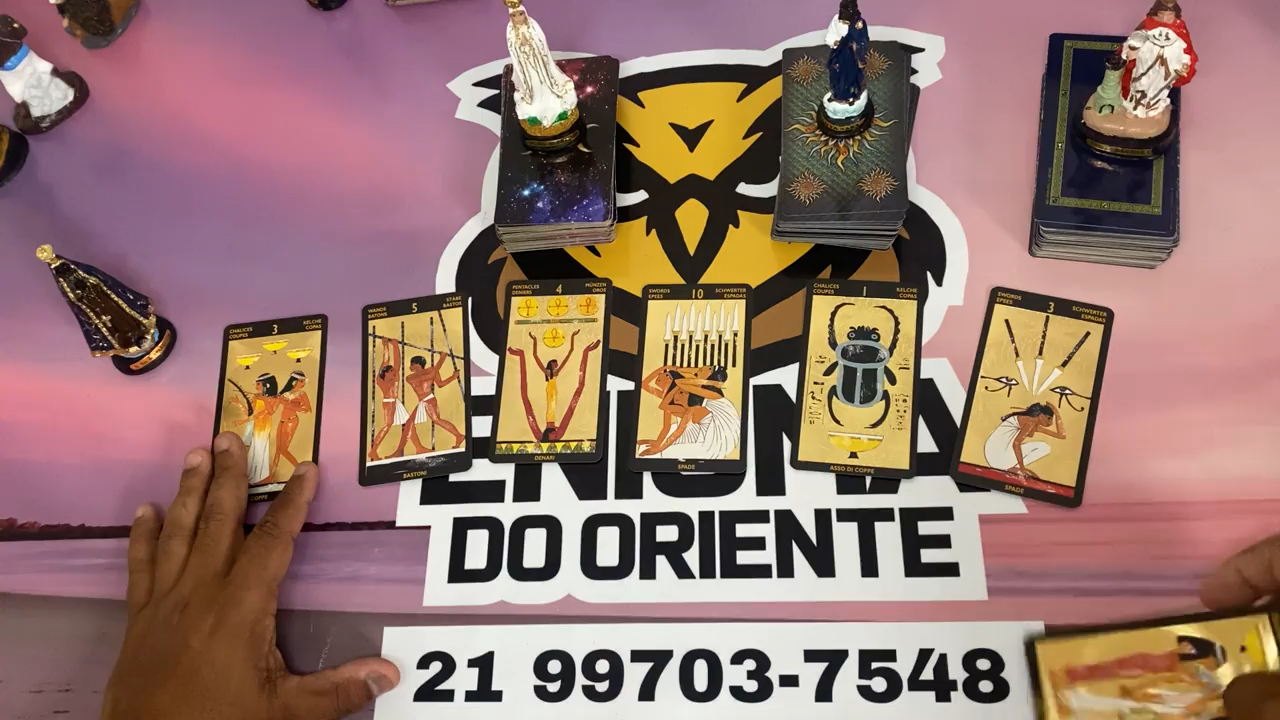 CHALICES COUPES 3 KELCHE COPAS
COPPE
WANDS BATONS 5 STÄBE BASTOS
BASTONI
PENTACLES DENIERS 4 MÜNZEN OROS
DENARI
SWORDS EPEES 10 SCHWERTER ESPADAS
SPADE
CHALICES COUPES 1 KELCHE COPAS
ASSO DI COPPE
SWORDS EPEES 3 SCHWERTER ESPADAS
SPADE
ENIGMA
DO ORIENTE
21 99703-7548